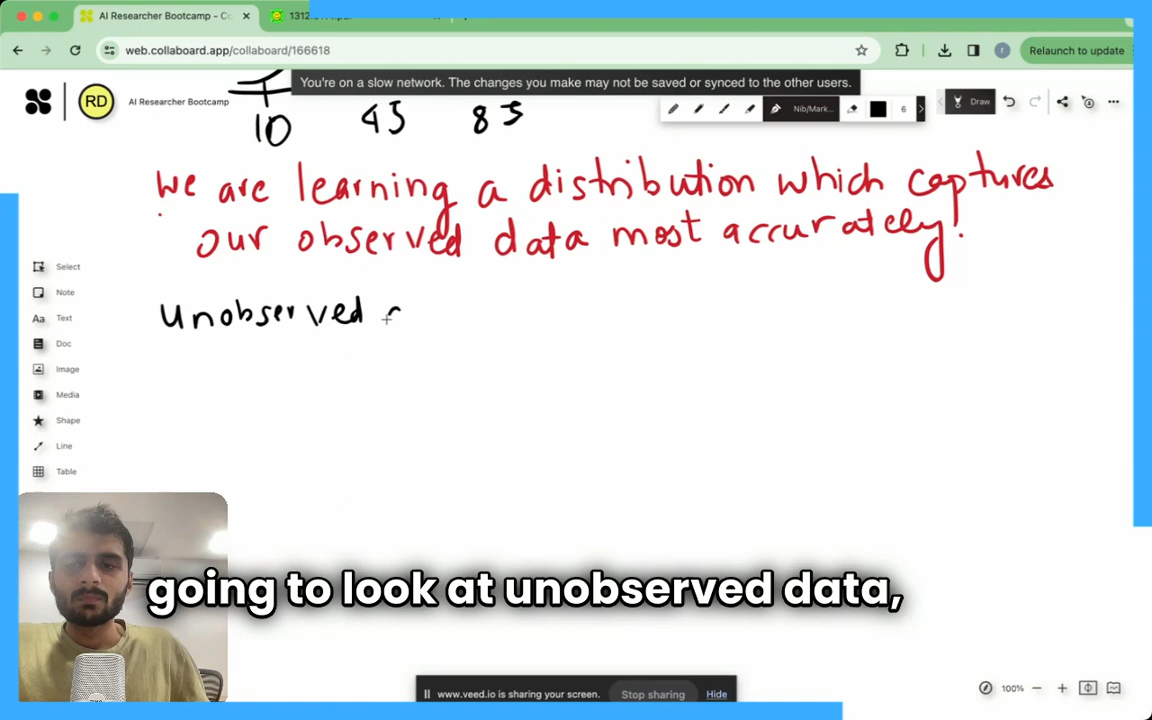 AI Researcher Bootcamp - Co
web.collaboard.app/collaboard/166618
Relaunch to update
You're on a slow network. The changes you make may not be saved or synced to the other users.
RD
AI Researcher Bootcamp
Nib/Mark...
6
Draw
10 45 85
We are learning a distribution which captures
our observed data most accurately!
unobserved
Select
Note
Aa Text
Doc
Image
Media
Shape
Line
Table
going to look at unobserved data,
www.veed.io is sharing your screen.
Stop sharing
Hide
100%